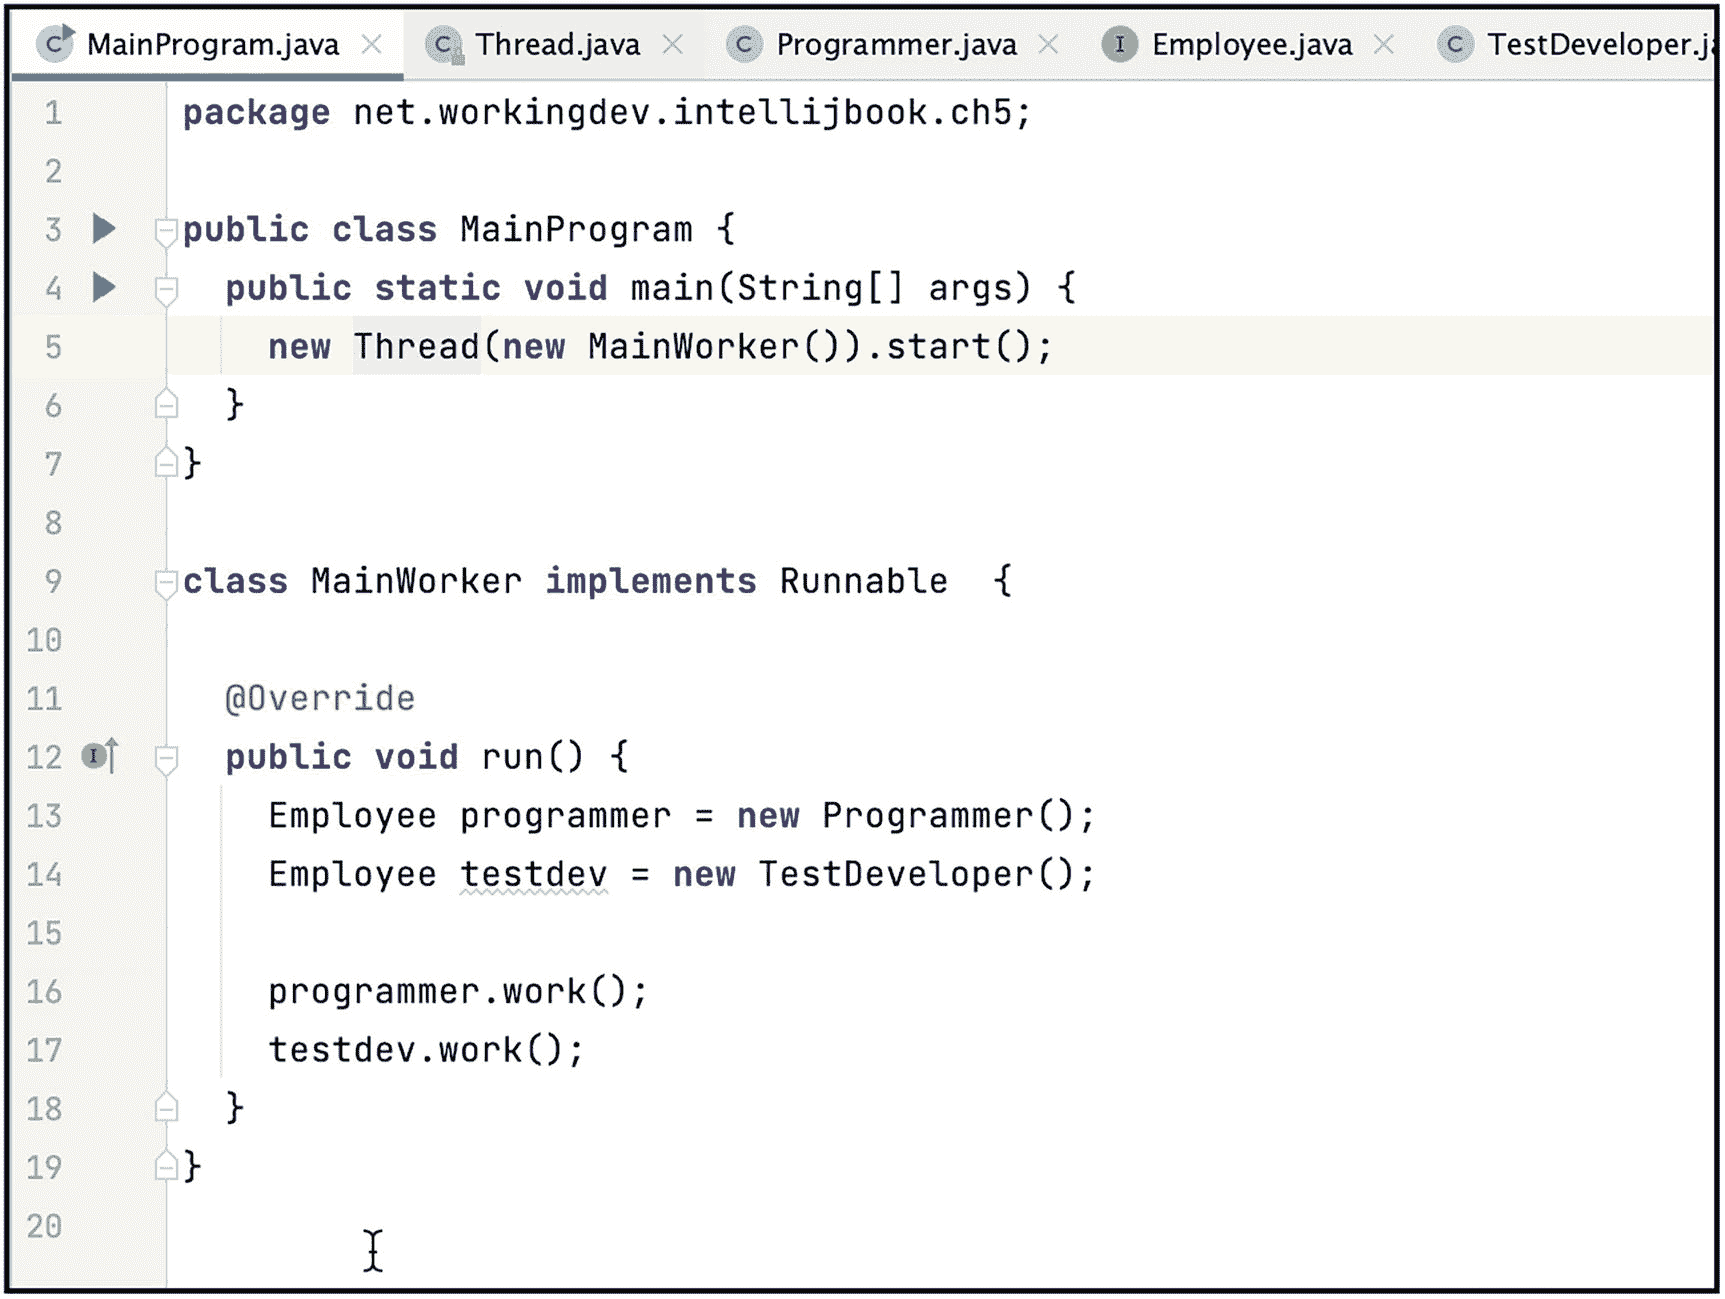 MainProgram.java Thread.java Programmer.java Employee.java TestDeveloper.j
1 package net.workingdev.intellijbook.ch5;
2
3 public class MainProgram {
4 public static void main(String[] args) {
5 new Thread(new MainWorker()).start();
6 }
7 }
8
9 class MainWorker implements Runnable  {
10
11 @Override
12 public void run() {
13 Employee programmer = new Programmer();
14 Employee testdev = new TestDeveloper();
15
16 programmer.work();
17 testdev.work();
18 }
19 }
20